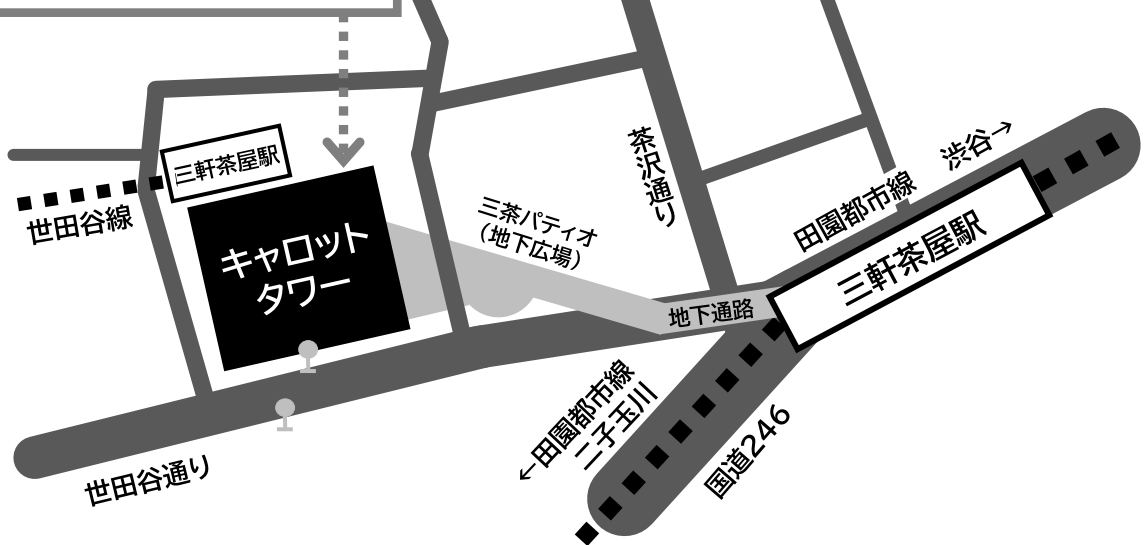 三軒茶屋駅
世田谷線
キャロット
タワー
三茶パティオ
（地下広場）
茶沢通り
渋谷→
田園都市線
三軒茶屋駅
地下通路
←田園都市線
二子玉川
国道246
世田谷通り